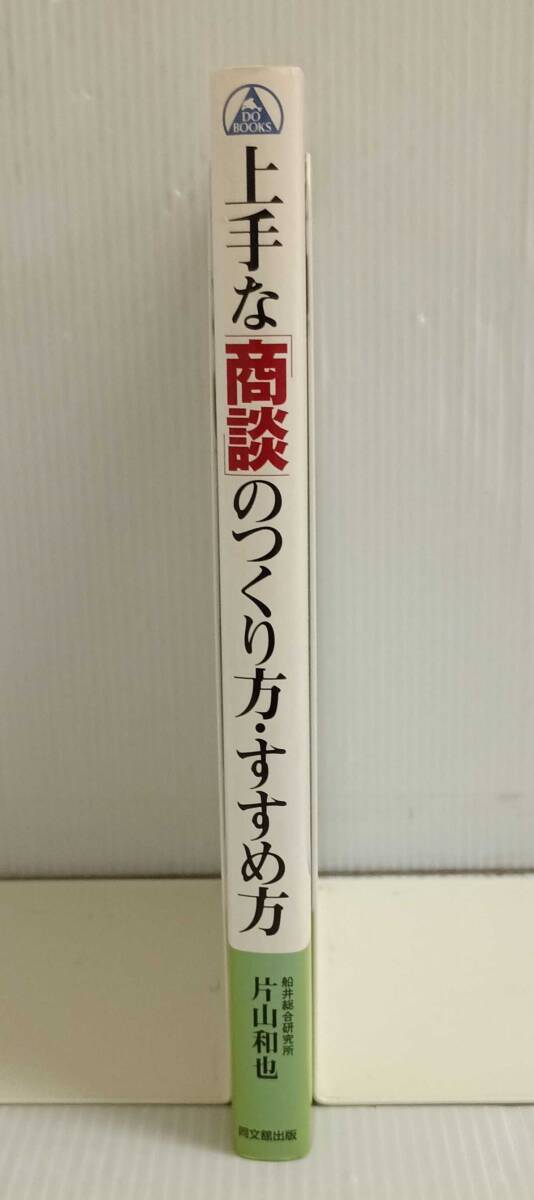 DO
BOOKS
上手な「商談」のつくり方・すすめ方
船井総合研究所
片山和也
同文舘出版